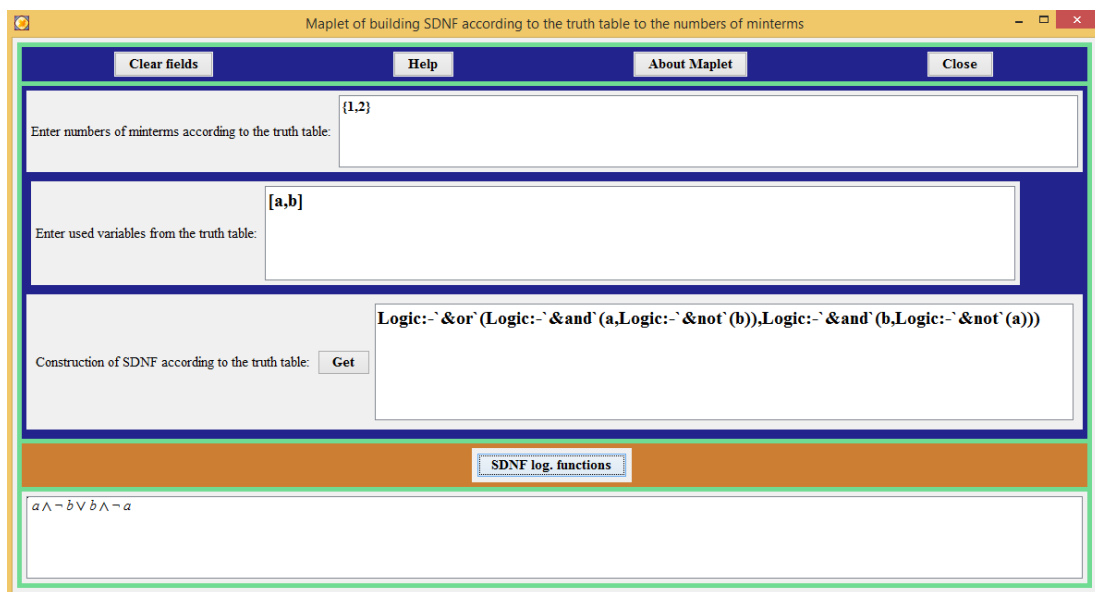 Maplet of building SDNF according to the truth table to the numbers of minterms
Clear fields Help About Maplet Close
Enter numbers of minterms according to the truth table: {1,2}
Enter used variables from the truth table: [a,b]
Construction of SDNF according to the truth table: Get Logic:-`&or`(Logic:-`&and`(a,Logic:-`&not`(b)),Logic:-`&and`(b,Logic:-`&not`(a)))
SDNF log. functions
a ∧ ¬ b ∨ b ∧ ¬ a